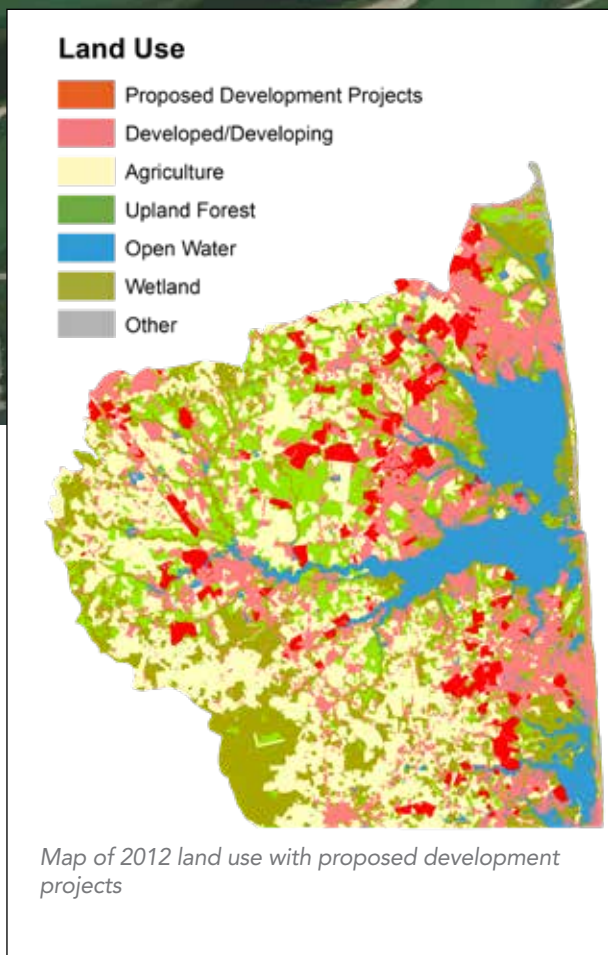 Land Use
Proposed Development Projects
Developed/Developing
Agriculture
Upland Forest
Open Water
Wetland
Other
Map of 2012 land use with proposed development
projects